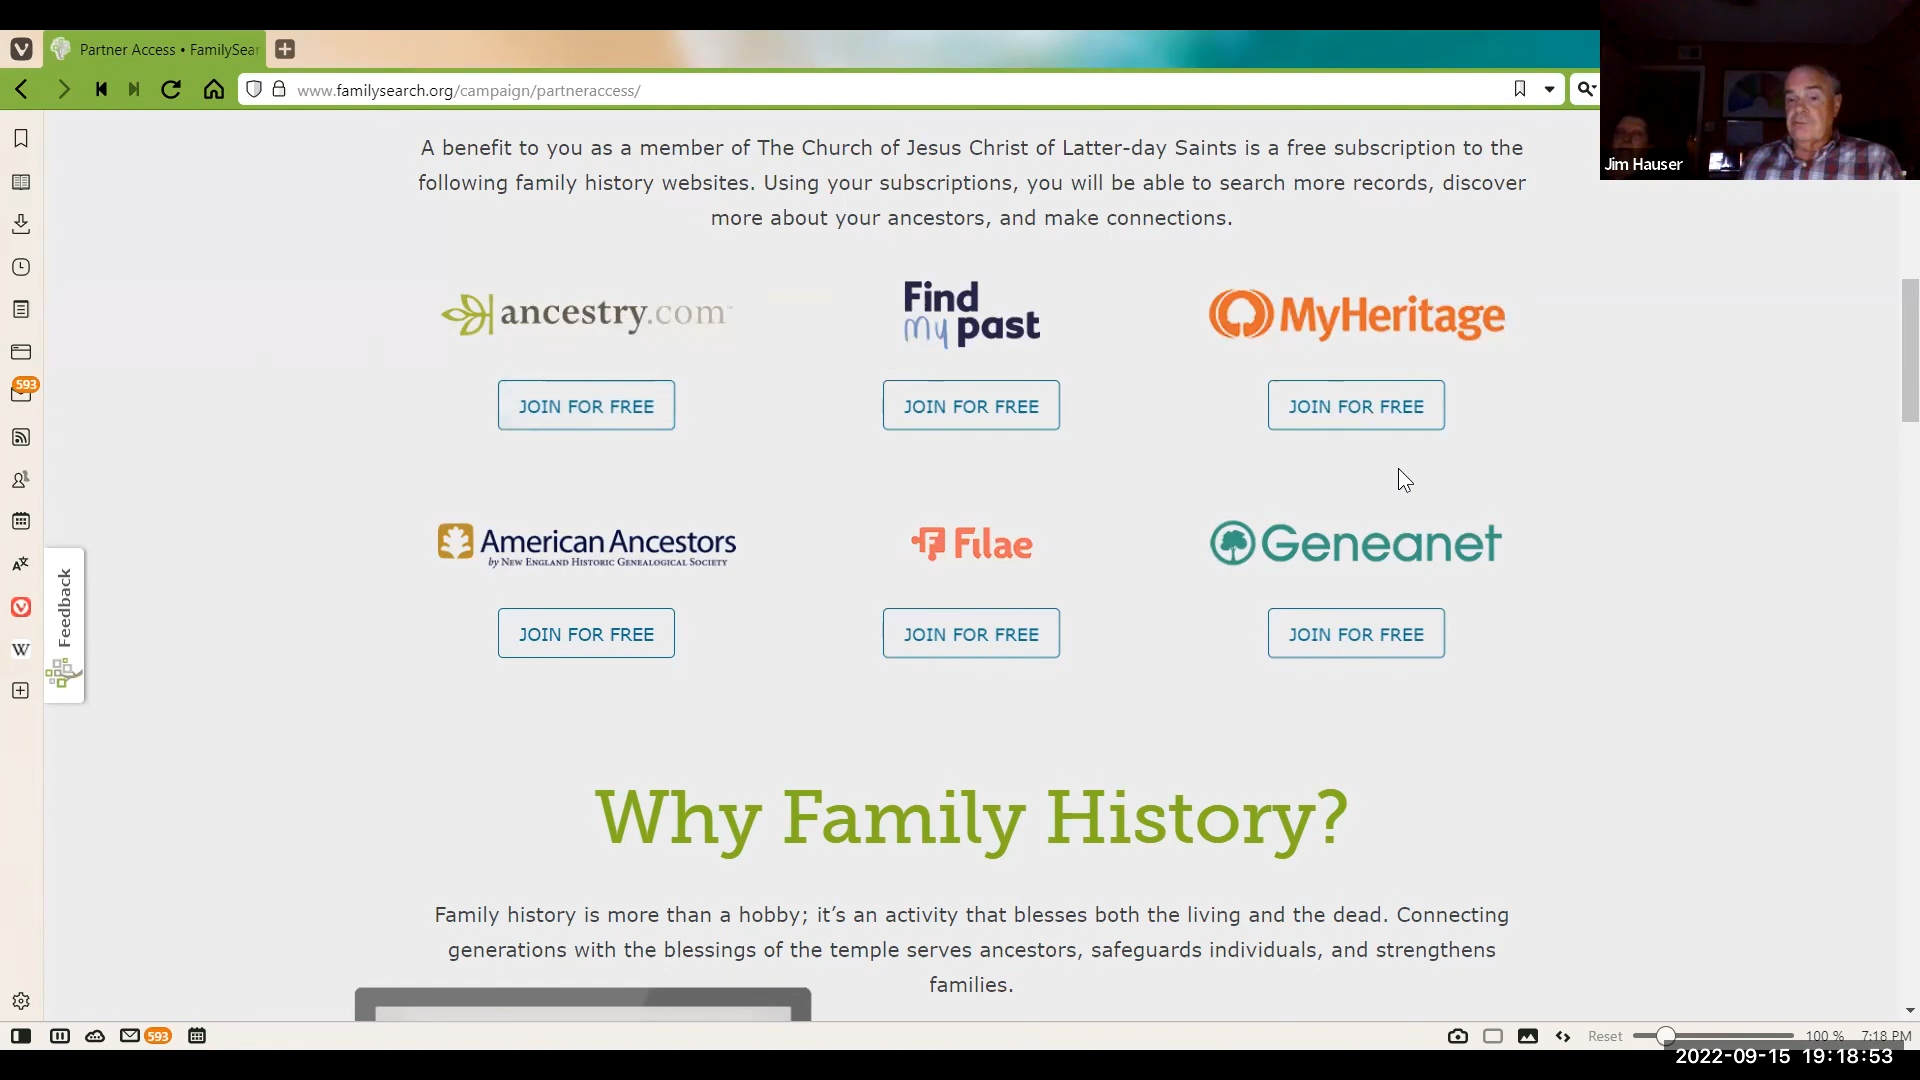 Partner Access • FamilySear
www.familysearch.org/campaign/partneraccess/
Jim Hauser
A benefit to you as a member of The Church of Jesus Christ of Latter-day Saints is a free subscription to the
following family history websites. Using your subscriptions, you will be able to search more records, discover
more about your ancestors, and make connections.
ancestry.com
Find
my past
MyHeritage
JOIN FOR FREE
JOIN FOR FREE
JOIN FOR FREE
593
American Ancestors
by NEW ENGLAND HISTORIC GENEALOGICAL SOCIETY
Filae
Geneanet
JOIN FOR FREE
JOIN FOR FREE
JOIN FOR FREE
Feedback
W
Why Family History?
Family history is more than a hobby; it’s an activity that blesses both the living and the dead. Connecting
generations with the blessings of the temple serves ancestors, safeguards individuals, and strengthens
families.
593
Reset
100 %
7:18 PM
2022-09-15 19:18:53